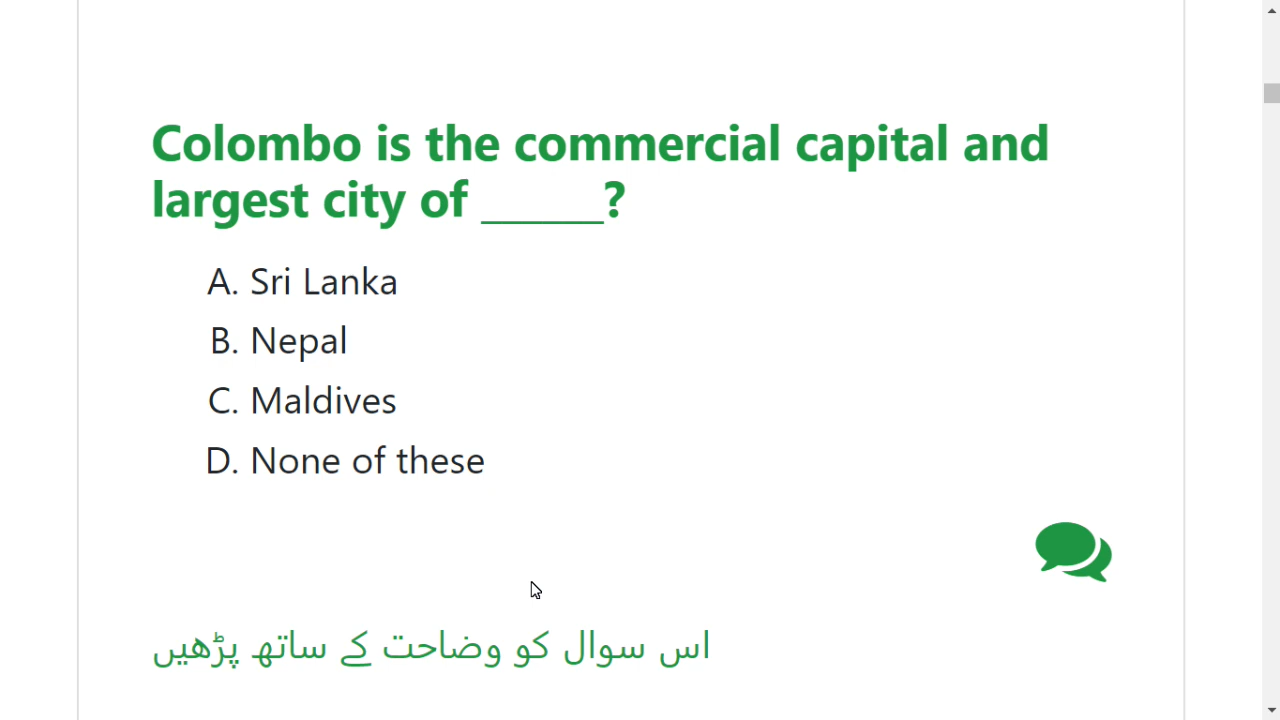 Colombo is the commercial capital and
largest city of ______?
A. Sri Lanka
B. Nepal
C. Maldives
D. None of these
اس سوال کو وضاحت کے ساتھ پڑھیں